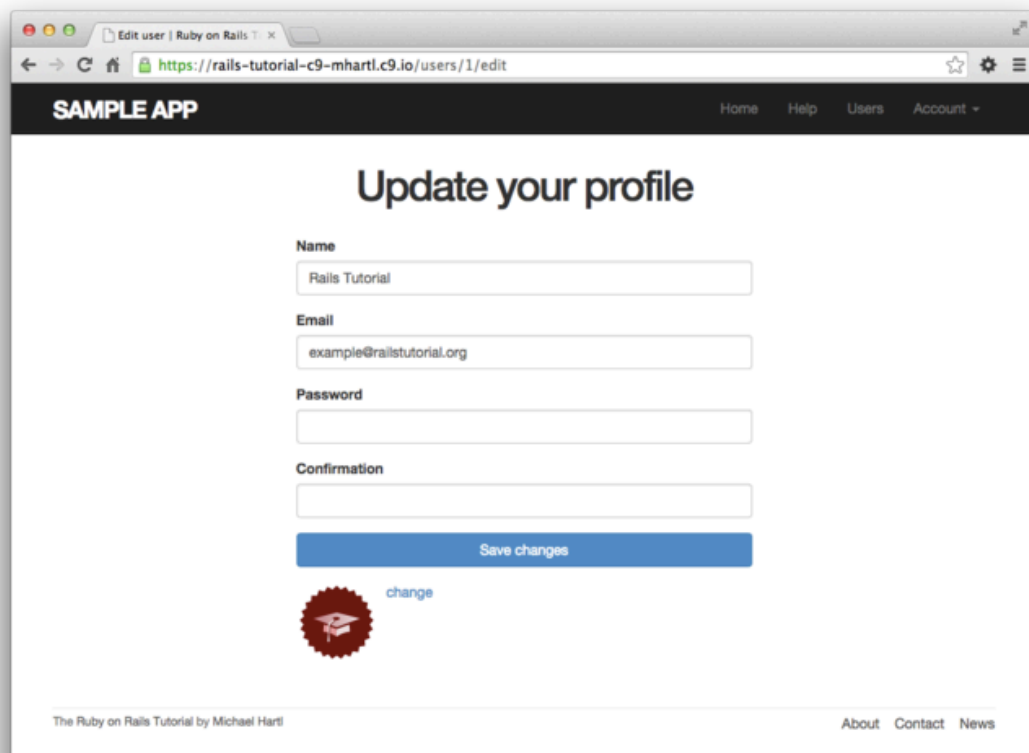 Edit user | Ruby on Rails T
https://rails-tutorial-c9-mhartl.c9.io/users/1/edit
SAMPLE APP Home Help Users Account
Update your profile
Name
Rails Tutorial
Email
example@railstutorial.org
Password
Confirmation
Save changes
change
The Ruby on Rails Tutorial by Michael Hartl About Contact News